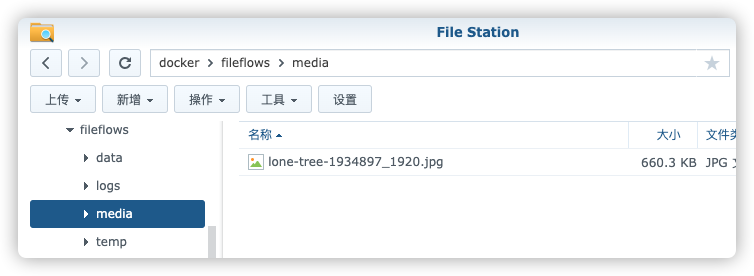 File Station
docker > fileflows > media
上传 新增 操作 工具 设置
fileflows
data
logs
media
temp
名称 大小 文件类
lone-tree-1934897_1920.jpg 660.3 KB JPG